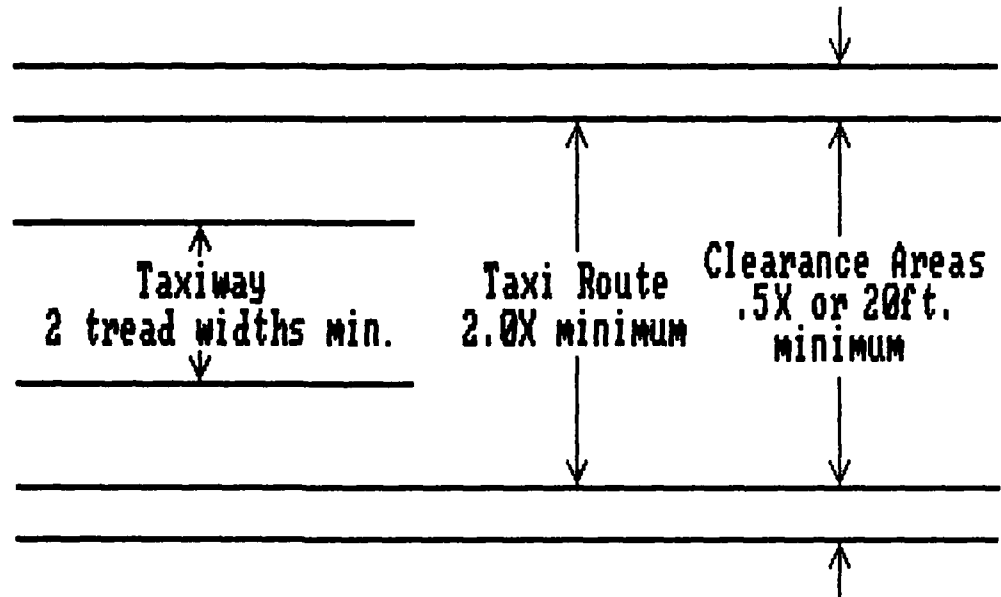 Taxiway
2 tread widths min.
Taxi Route
2.0X minimum
Clearance Areas
.5X or 20ft.
minimum